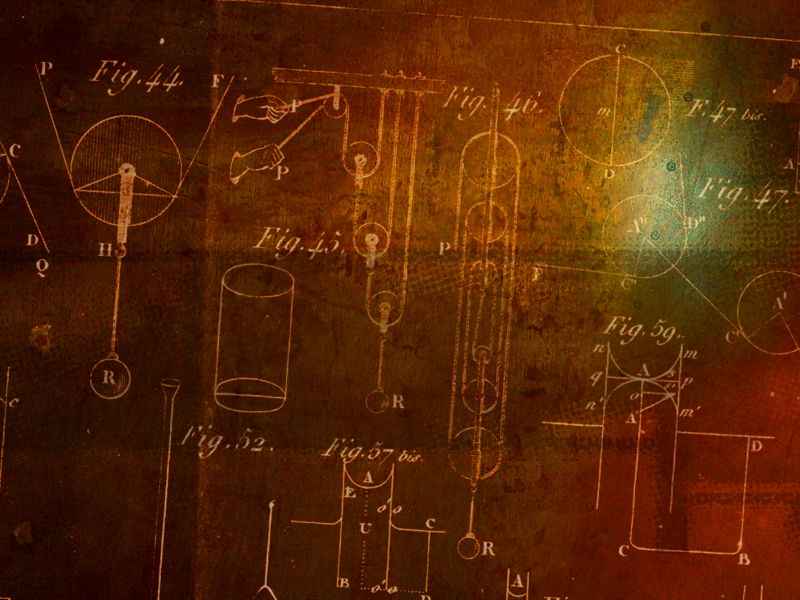 C
P
Fig. 44.
F
P
Fig. 46.
m
D
F. 47 bis.
F
A
C
P
Fig. 47.
D
Q
H
Fig. 45.
P
A"
D"
F
C"
A'
C'
R
R
Fig. 59.
n
m
q
A
p
o
n'
m'
A'
c
Fig. 52.
Fig. 57 bis.
A
E
o' o
U
C
R
D
C
B
B
o' o
A